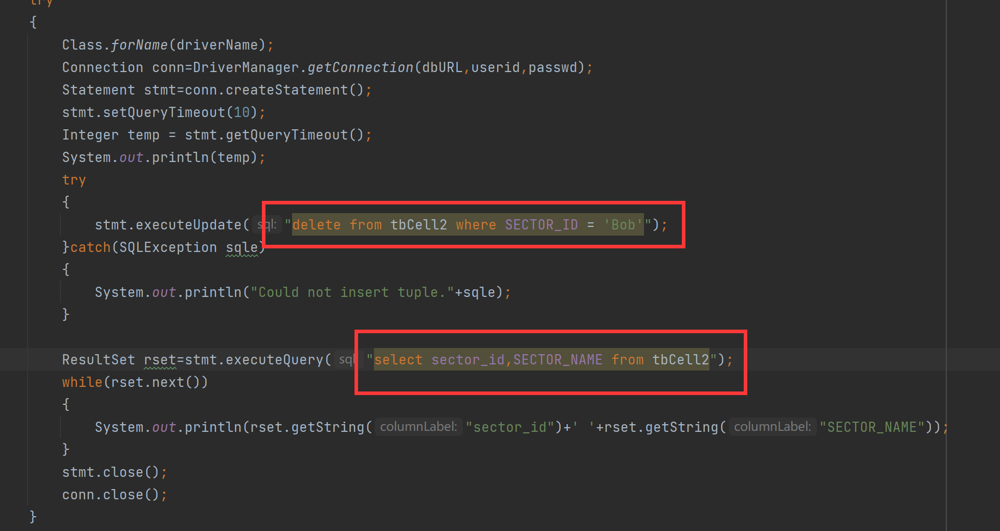 try
{
Class.forName(driverName);
Connection conn=DriverManager.getConnection(dbURL,userid,passwd);
Statement stmt=conn.createStatement();
stmt.setQueryTimeout(10);
Integer temp = stmt.getQueryTimeout();
System.out.println(temp);
try
{
stmt.executeUpdate( sql: "delete from tbCell2 where SECTOR_ID = 'Bob'");
}catch(SQLException sqle)
{
System.out.println("Could not insert tuple."+sqle);
}
ResultSet rset=stmt.executeQuery( sql "select sector_id,SECTOR_NAME from tbCell2");
while(rset.next())
{
System.out.println(rset.getString( columnLabel: "sector_id")+' '+rset.getString( columnLabel: "SECTOR_NAME"));
}
stmt.close();
conn.close();
}